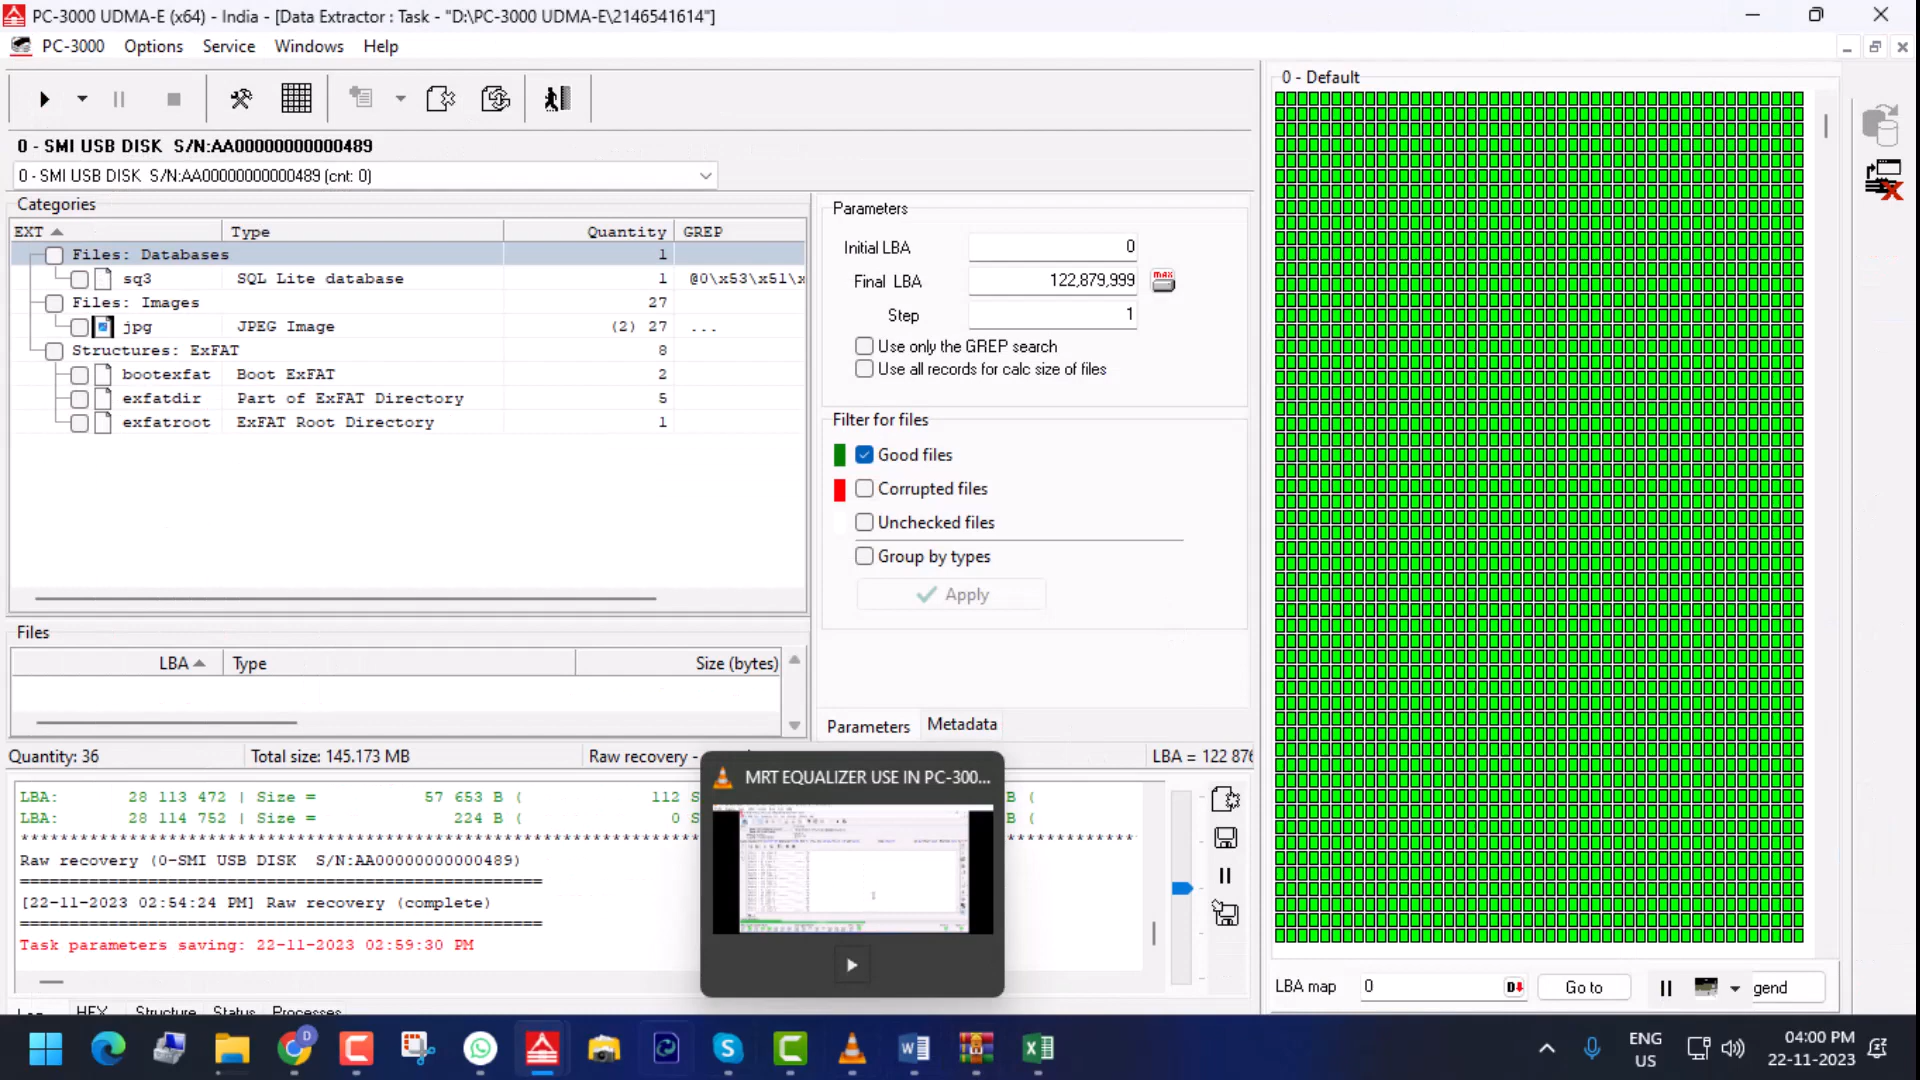 PC-3000 UDMA-E (x64) - India - [Data Extractor : Task - "D:\PC-3000 UDMA-E\2146541614"]
PC-3000 Options Service Windows Help
0 - SMI USB DISK S/N:AA00000000000489
0 - SMI USB DISK S/N:AA00000000000489 (cnt: 0)
Categories
EXT Type Quantity GREP
Files: Databases 1
sq3 SQL Lite database 1 @0\x53\x51\x
Files: Images 27
jpg JPEG Image (2) 27 ...
Structures: ExFAT 8
bootexfat Boot ExFAT 2
exfatdir Part of ExFAT Directory 5
exfatroot ExFAT Root Directory 1
Files
LBA Type Size (bytes)
Parameters
Initial LBA 0
Final LBA 122,879,999 max
Step 1
Use only the GREP search
Use all records for calc size of files
Filter for files
Good files
Corrupted files
Unchecked files
Group by types
Apply
Parameters Metadata
Quantity: 36 Total size: 145.173 MB Raw recovery - LBA = 122 876
LBA: 28 113 472 | Size = 57 653 B ( 112 S B (
LBA: 28 114 752 | Size = 224 B ( 0 S B (
Raw recovery (0-SMI USB DISK S/N:AA00000000000489)
[22-11-2023 02:54:24 PM] Raw recovery (complete)
Task parameters saving: 22-11-2023 02:59:30 PM
Log HEX Structure Status Processes
MRT EQUALIZER USE IN PC-300...
0 - Default
LBA map 0 Go to gend
ENG
US
04:00 PM
22-11-2023